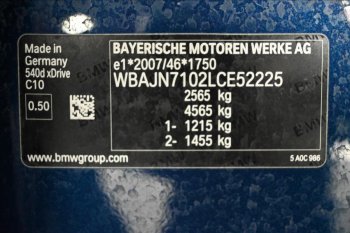 Made in
Germany
540d xDrive
C10
0.50
BAYERISCHE MOTOREN WERKE AG
e1*2007/46*1750
WBAJN7102LCE52225
2565 kg
4565 kg
1- 1215 kg
2- 1455 kg
www.bmwgroup.com
5 A0C 986